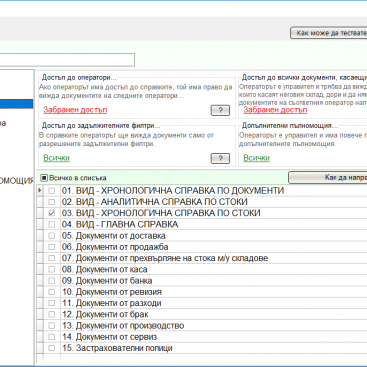 Как може да тествате
Достъп до оператори...
Ако операторът има достъп до справките, той има право да
вижда документите на следните оператори...
Забранен достъп
?
Достъп до всички документи, касаещи
Операторът е управител и трябва да вижд
които касаят неговия склад, дори и да ня
документите на съответния оператор нап
Забранен достъп
Достъп до задължителните филтри...
В справките операторът ще вижда документи само от
разрешените задължителни филтри.
Всички
?
Допълнителни пълномощия...
Операторът е управител и има повече п
допълнителните пълномощия.
Всички
ра
ОМОЩИЯ
Всичко в списъка
Как да напра
01. ВИД - ХРОНОЛОГИЧНА СПРАВКА ПО ДОКУМЕНТИ
02. ВИД - АНАЛИТИЧНА СПРАВКА ПО СТОКИ
03. ВИД - ХРОНОЛОГИЧНА СПРАВКА ПО СТОКИ
04. ВИД - ГЛАВНА СПРАВКА
05. Документи от доставка
06. Документи от продажба
07. Документи от прехвърляне на стока м/у складове
08. Документи от каса
09. Документи от банка
10. Документи от ревизия
11. Документи от разходи
12. Документи от брак
13. Документи от производство
14. Документи от сервиз
15. Застрахователни полици